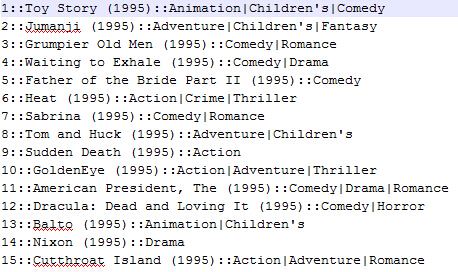 1::Toy Story (1995)::Animation|Children's|Comedy
2::Jumanji (1995)::Adventure|Children's|Fantasy
3::Grumpier Old Men (1995)::Comedy|Romance
4::Waiting to Exhale (1995)::Comedy|Drama
5::Father of the Bride Part II (1995)::Comedy
6::Heat (1995)::Action|Crime|Thriller
7::Sabrina (1995)::Comedy|Romance
8::Tom and Huck (1995)::Adventure|Children's
9::Sudden Death (1995)::Action
10::GoldenEye (1995)::Action|Adventure|Thriller
11::American President, The (1995)::Comedy|Drama|Romance
12::Dracula: Dead and Loving It (1995)::Comedy|Horror
13::Balto (1995)::Animation|Children's
14::Nixon (1995)::Drama
15::Cutthroat Island (1995)::Action|Adventure|Romance